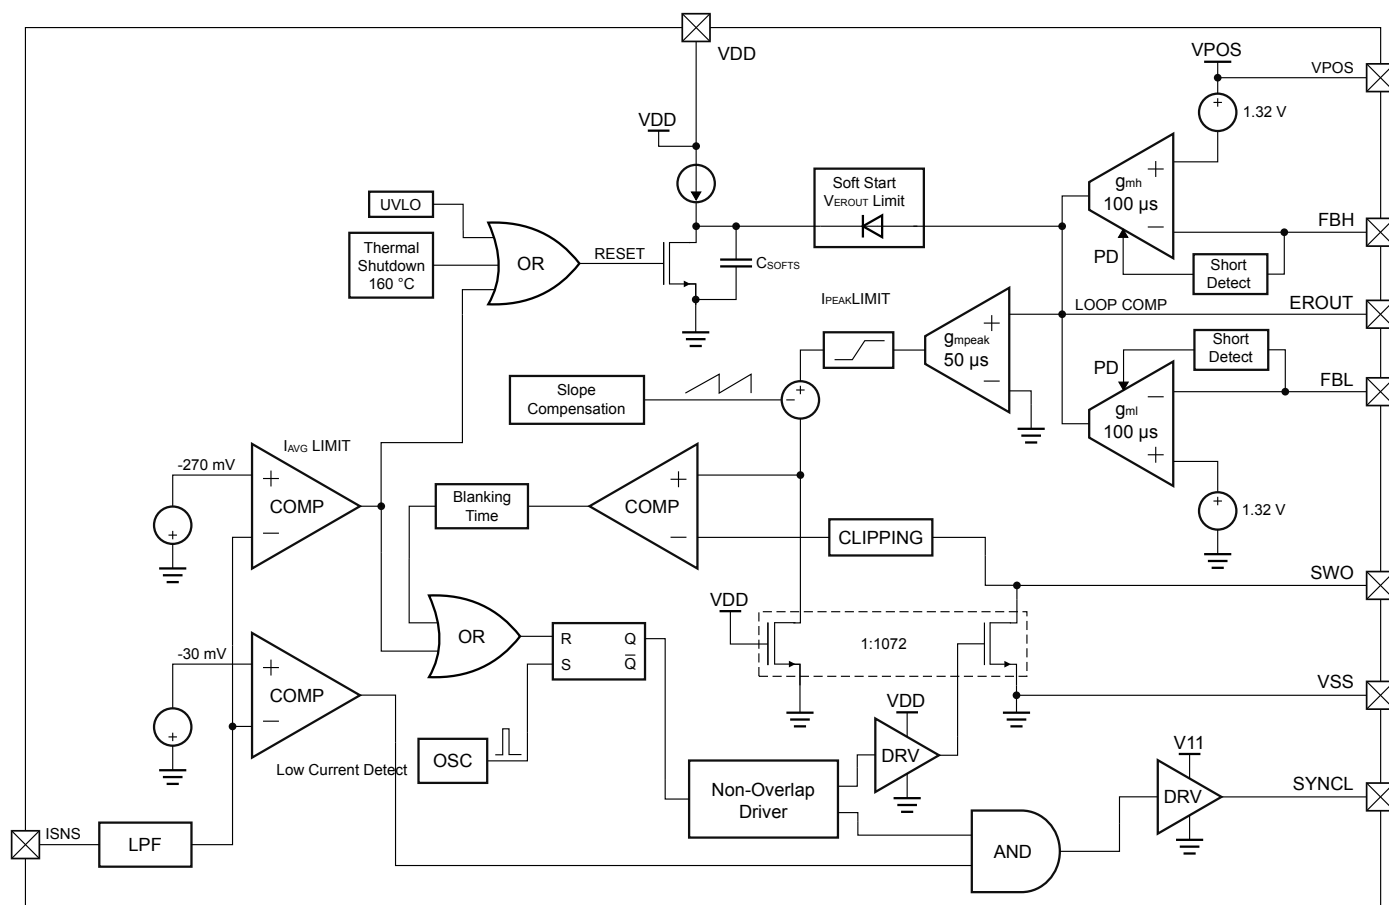 VDD
VPOS
VPOS
+
1.32 V
VDD
+
gmh
100 µs
−
PD
FBH
Short
Detect
Soft Start
VEROUT Limit
UVLO
Thermal
Shutdown
160 °C
OR
RESET
CSOFTS
IPEAKLIMIT
LOOP COMP
EROUT
+
gmpeak
50 µs
−
Short
Detect
PD
FBL
−
gml
100 µs
+
1.32 V
+
Slope
Compensation
+
−
IAVG LIMIT
-270 mV
+
COMP
−
+
Blanking
Time
+
COMP
−
CLIPPING
SWO
VDD
1:1072
OR
R
Q
S
Q̅
-30 mV
+
COMP
−
+
VSS
VDD
DRV
V11
Low Current Detect
OSC
Non-Overlap
Driver
DRV
SYNCL
ISNS
LPF
AND